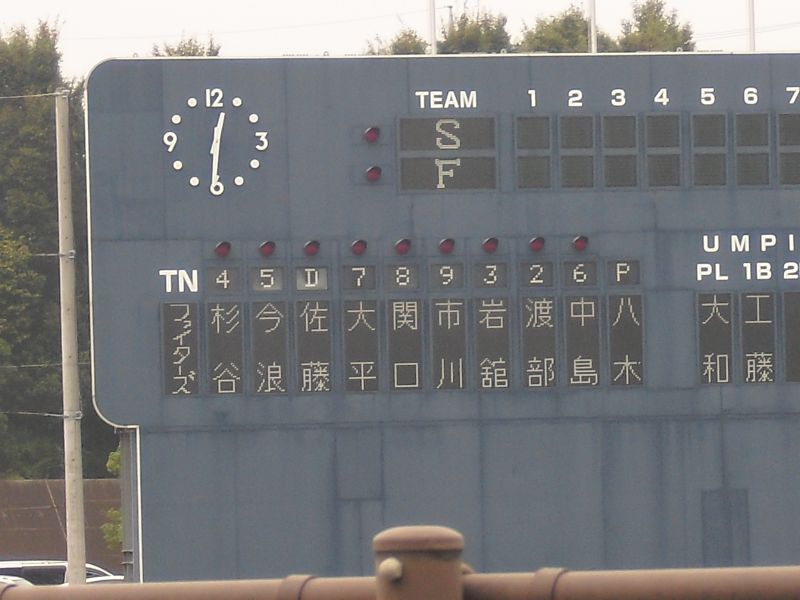 12
9 3
6
TEAM 1 2 3 4 5 6 7
S
F
UMPI
TN 4 5 D 7 8 9 3 2 6 P
PL 1B 2
ファイターズ
杉谷
今浪
佐藤
大平
関口
市川
岩舘
渡部
中島
八木
大和
工藤